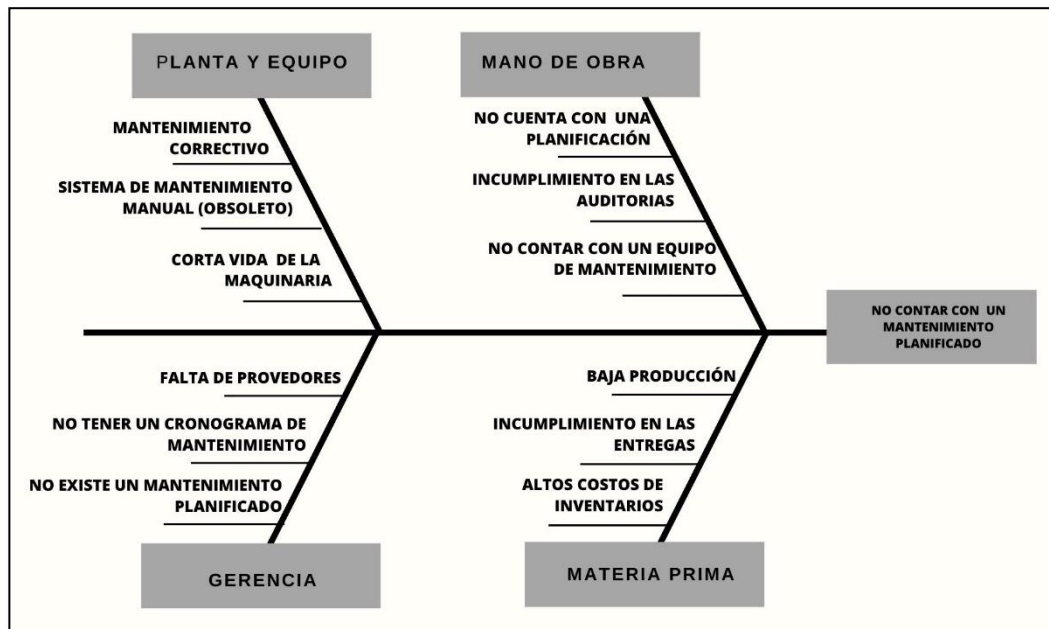 PLANTA Y EQUIPO
MANTENIMIENTO
CORRECTIVO
SISTEMA DE MANTENIMIENTO
MANUAL (OBSOLETO)
CORTA VIDA DE LA
MAQUINARIA
MANO DE OBRA
NO CUENTA CON UNA
PLANIFICACIÓN
INCUMPLIMIENTO EN LAS
AUDITORIAS
NO CONTAR CON UN EQUIPO
DE MANTENIMIENTO
NO CONTAR CON UN
MANTENIMIENTO
PLANIFICADO
FALTA DE PROVEDORES
NO TENER UN CRONOGRAMA DE
MANTENIMIENTO
NO EXISTE UN MANTENIMIENTO
PLANIFICADO
GERENCIA
BAJA PRODUCCIÓN
INCUMPLIMIENTO EN LAS
ENTREGAS
ALTOS COSTOS DE
INVENTARIOS
MATERIA PRIMA